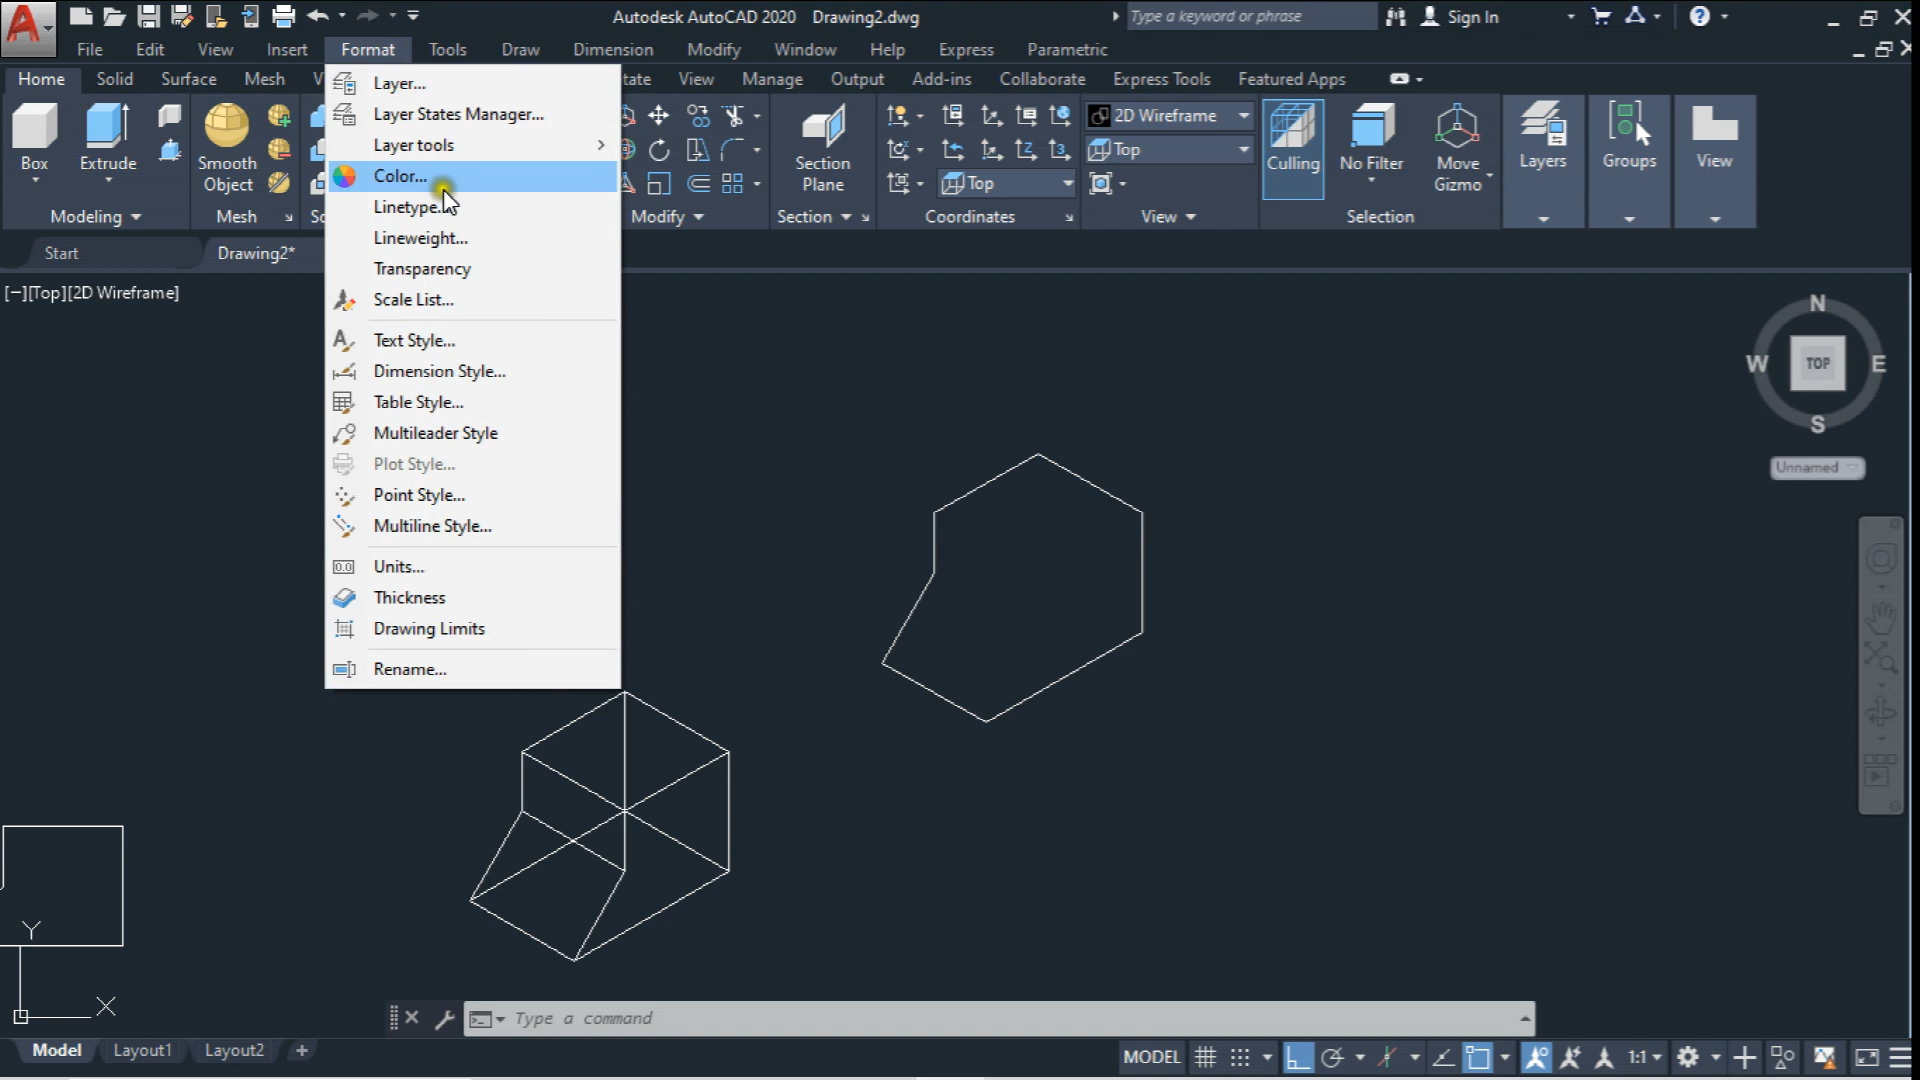 Autodesk AutoCAD 2020 Drawing2.dwg
Type a keyword or phrase
Sign In
File Edit View Insert Format Tools Draw Dimension Modify Window Help Express Parametric
Home Solid Surface Mesh View Manage Output Add-ins Collaborate Express Tools Featured Apps
Box
Extrude
Smooth
Object
Section
Plane
2D Wireframe
Top
Top
Culling
No Filter
Move
Gizmo
Layers
Groups
View
Modeling
Mesh
Modify
Section
Coordinates
View
Selection
Start
Drawing2*
[−][Top][2D Wireframe]
Layer...
Layer States Manager...
Layer tools
Color...
Linetype...
Lineweight...
Transparency
Scale List...
Text Style...
Dimension Style...
Table Style...
Multileader Style
Plot Style...
Point Style...
Multiline Style...
Units...
Thickness
Drawing Limits
Rename...
N
W
TOP
E
S
Unnamed
Y
X
Type a command
Model
Layout1
Layout2
MODEL
1:1